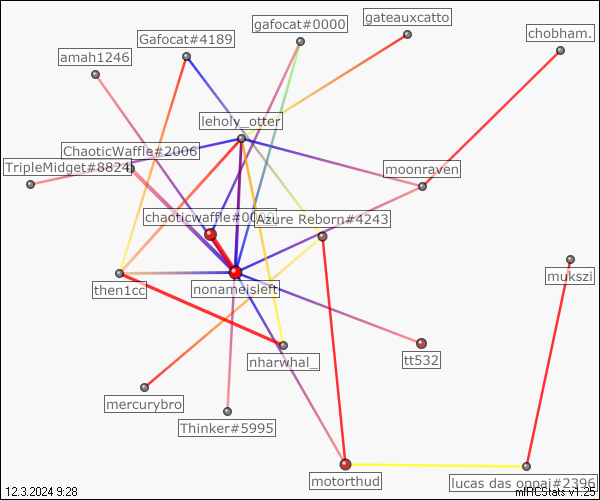 gateauxcatto
gafocat#0000
chobham.
Gafocat#4189
amah1246
leholy_otter
ChaoticWaffle#2006
TripleMidget#8824
moonraven
chaoticwaffle#0
Azure Reborn#4243
mukszi
then1cc
nonameisleft
nharwhal_
tt532
mercurybro
Thinker#5995
motorthud
lucas das oppai#2396
12.3.2024 9:28
mIRCStats v1.25